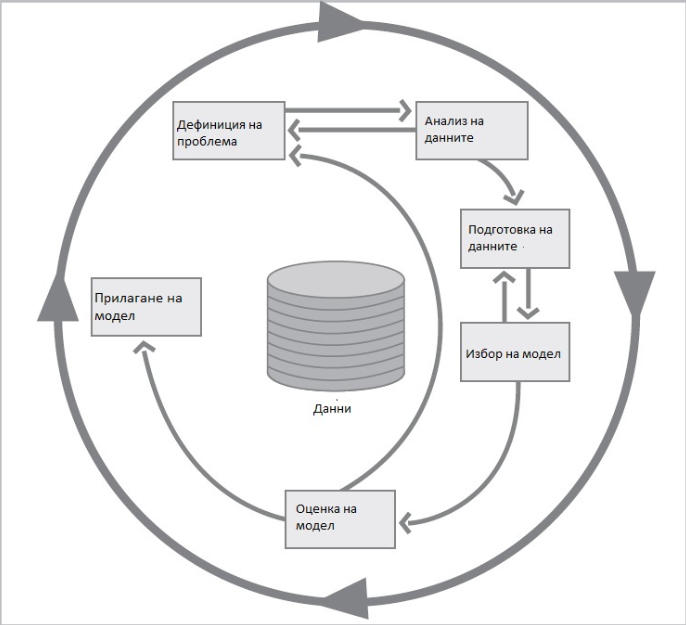 Дефиниция на
проблема
Анализ на
данните
Подготовка на
данните
Прилагане на
модел
Избор на модел
Данни
Оценка на
модел